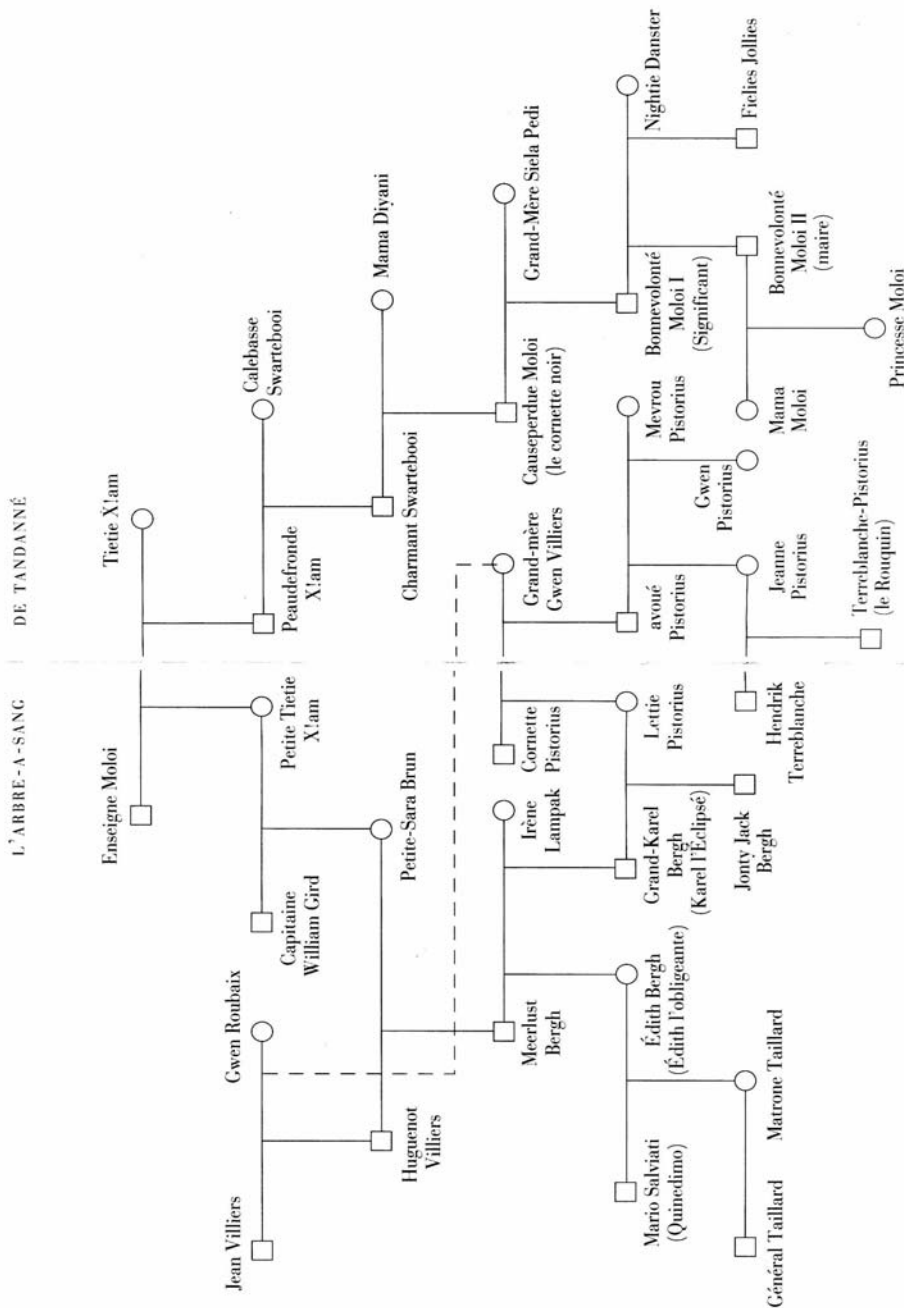 L'ARBRE-A-SANG DE TANDANNÉ
Enseigne Moloi
Tietie X!am
Jean Villiers
Gwen Roubaix
Capitaine
William Gird
Petite Tietie
X!am
Peaudefronde
X!am
Calebasse
Swartebooi
Huguenot
Villiers
Petite-Sara Brun
Charmant Swartebooi
Mama Diyani
Meerlust
Bergh
Irène
Lampak
Cornette
Pistorius
Grand-mère
Gwen Villiers
Causeperdue Moloi
(le cornette noir)
Grand-Mère Siela Pedi
Mario Salviati
(Quinedimo)
Édith Bergh
(Édith l'obligeante)
Grand-Karel
Bergh
(Karel l'Éclipsé)
Lettie
Pistorius
avoué
Pistorius
Mevrou
Pistorius
Bonnevolonté
Moloi I
(Significant)
Nightie Danster
Général Taillard
Matrone Taillard
Jonty Jack
Bergh
Hendrik
Terreblanche
Jeanne
Pistorius
Gwen
Pistorius
Mama
Moloi
Bonnevolonté
Moloi II
(maire)
Fielies Jollies
Terreblanche-Pistorius
(le Rouquin)
Princesse Moloi